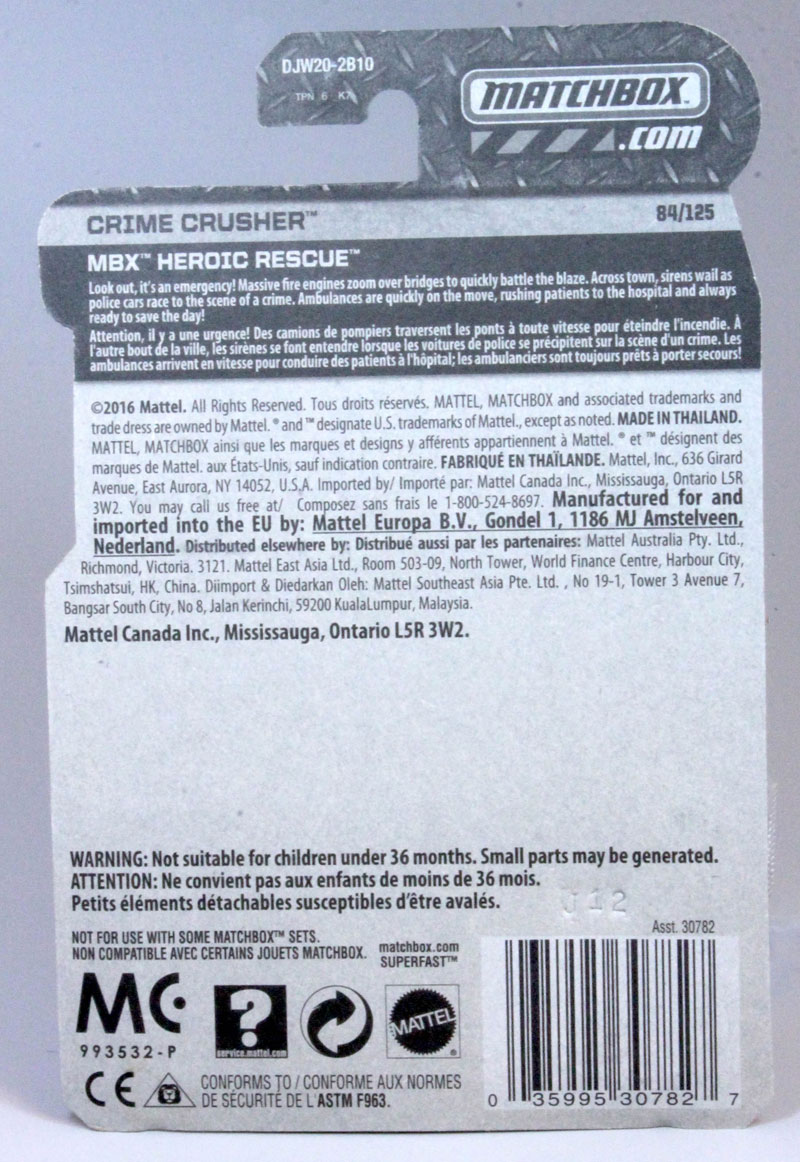 DJW20-2B10
TPN 6 K7
MATCHBOX™
.com
CRIME CRUSHER™
84/125
MBX™ HEROIC RESCUE™
Look out, it's an emergency! Massive fire engines zoom over bridges to quickly battle the blaze. Across town, sirens wail as
police cars race to the scene of a crime. Ambulances are quickly on the move, rushing patients to the hospital and always
ready to save the day!
Attention, il y a une urgence! Des camions de pompiers traversent les ponts à toute vitesse pour éteindre l'incendie. À
l'autre bout de la ville, les sirènes se font entendre lorsque les voitures de police se précipitent sur la scène d'un crime. Les
ambulances arrivent en vitesse pour conduire des patients à l'hôpital; les ambulanciers sont toujours prêts à porter secours!
©2016 Mattel. All Rights Reserved. Tous droits réservés. MATTEL, MATCHBOX and associated trademarks and
trade dress are owned by Mattel. ® and ™ designate U.S. trademarks of Mattel., except as noted. MADE IN THAILAND.
MATTEL, MATCHBOX ainsi que les marques et designs y afférents appartiennent à Mattel. ® et ™ désignent des
marques de Mattel. aux États-Unis, sauf indication contraire. FABRIQUÉ EN THAÏLANDE. Mattel, Inc., 636 Girard
Avenue, East Aurora, NY 14052, U.S.A. Imported by/ Importé par: Mattel Canada Inc., Mississauga, Ontario L5R
3W2. You may call us free at/ Composez sans frais le 1-800-524-8697. Manufactured for and
imported into the EU by: Mattel Europa B.V., Gondel 1, 1186 MJ Amstelveen,
Nederland. Distributed elsewhere by: Distribué aussi par les partenaires: Mattel Australia Pty. Ltd.,
Richmond, Victoria. 3121. Mattel East Asia Ltd., Room 503-09, North Tower, World Finance Centre, Harbour City,
Tsimshatsui, HK, China. Diimport & Diedarkan Oleh: Mattel Southeast Asia Pte. Ltd. , No 19-1, Tower 3 Avenue 7,
Bangsar South City, No 8, Jalan Kerinchi, 59200 KualaLumpur, Malaysia.
Mattel Canada Inc., Mississauga, Ontario L5R 3W2.
WARNING: Not suitable for children under 36 months. Small parts may be generated.
ATTENTION: Ne convient pas aux enfants de moins de 36 mois.
Petits éléments détachables susceptibles d'être avalés.
J12
Asst. 30782
NOT FOR USE WITH SOME MATCHBOX™ SETS.
NON COMPATIBLE AVEC CERTAINS JOUETS MATCHBOX.
matchbox.com
SUPERFAST™
MC
993532-P
?
service.mattel.com
MATTEL
®
CE
CONFORMS TO / CONFORME AUX NORMES
DE SÉCURITÉ DE L'ASTM F963.
0 35995 30782 7